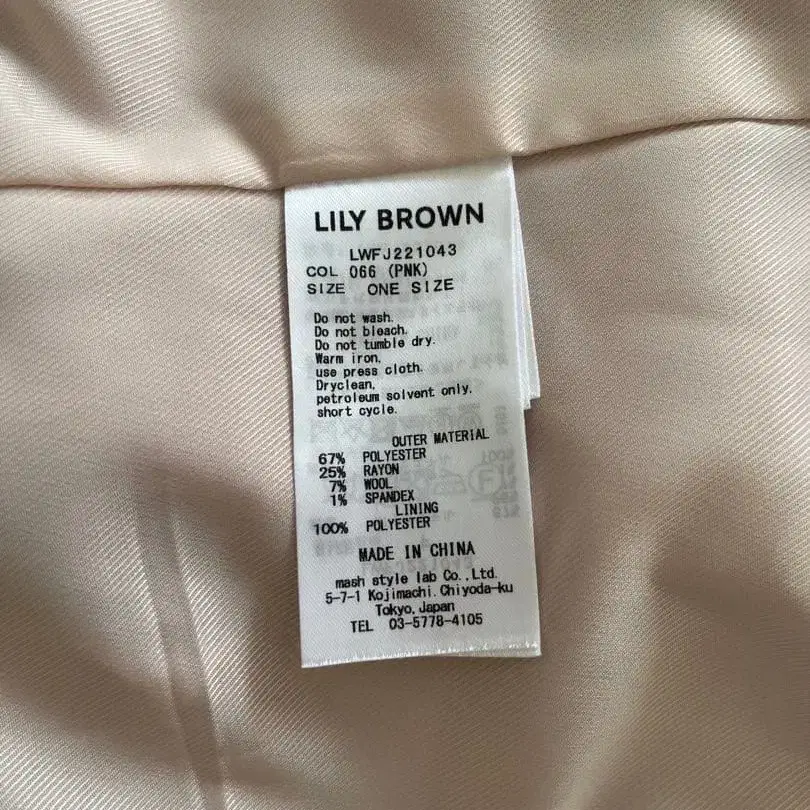 LILY BROWN
LWFJ221043
COL 066 (PNK)
SIZE ONE SIZE
Do not wash.
Do not bleach.
Do not tumble dry.
Warm iron,
use press cloth.
Dryclean,
petroleum solvent only,
short cycle.
OUTER MATERIAL
67% POLYESTER
25% RAYON
7% WOOL
1% SPANDEX
LINING
100% POLYESTER
MADE IN CHINA
mash style lab Co.,Ltd.
5-7-1 Kojimachi.Chiyoda-ku
Tokyo,Japan
TEL 03-5778-4105